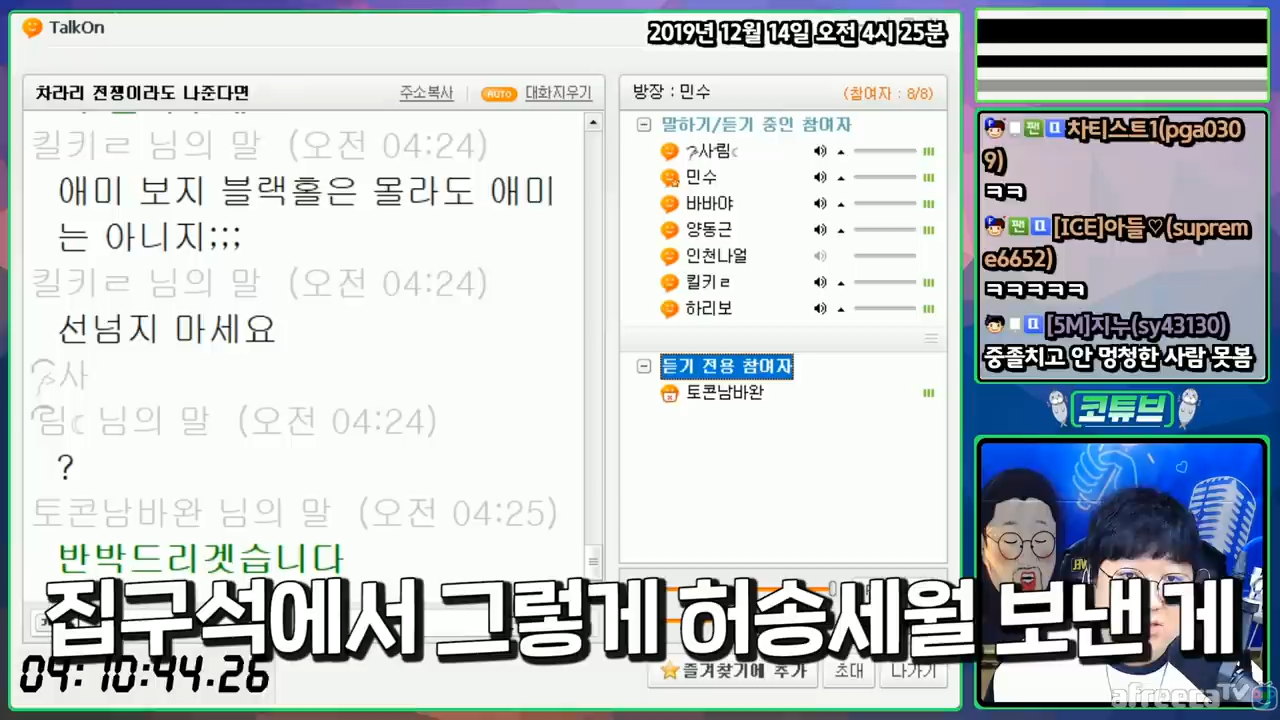 TalkOn
2019년 12월 14일 오전 4시 25분
차라리 전쟁이라도 나준다면
주소복사
AUTO
대화지우기
킬키ㄹ 님의 말 (오전 04:24)
애미 보지 블랙홀은 몰라도 애미
는 아니지;;;
킬키ㄹ 님의 말 (오전 04:24)
선넘지 마세요
사
림☾ 님의 말 (오전 04:24)
?
토콘남바완 님의 말 (오전 04:25)
반박드리겟습니다
방장 : 민수
(참여자 : 8/8)
말하기/듣기 중인 참여자
사림☾
민수
바바야
양동근
인천나얼
킬키ㄹ
하리보
듣기 전용 참여자
토콘남바완
즐겨찾기에 추가
초대
나가기
팬 차티스트1(pga030
9)
ㅋㅋ
팬 [ICE]아들♡(suprem
e6652)
ㅋㅋㅋㅋㅋ
[5M]지누(sy43130)
중졸치고 안 멍청한 사람 못봄
코튜브
집구석에서 그렇게 허송세월 보낸 게
04:10:44.26
afreecaTV